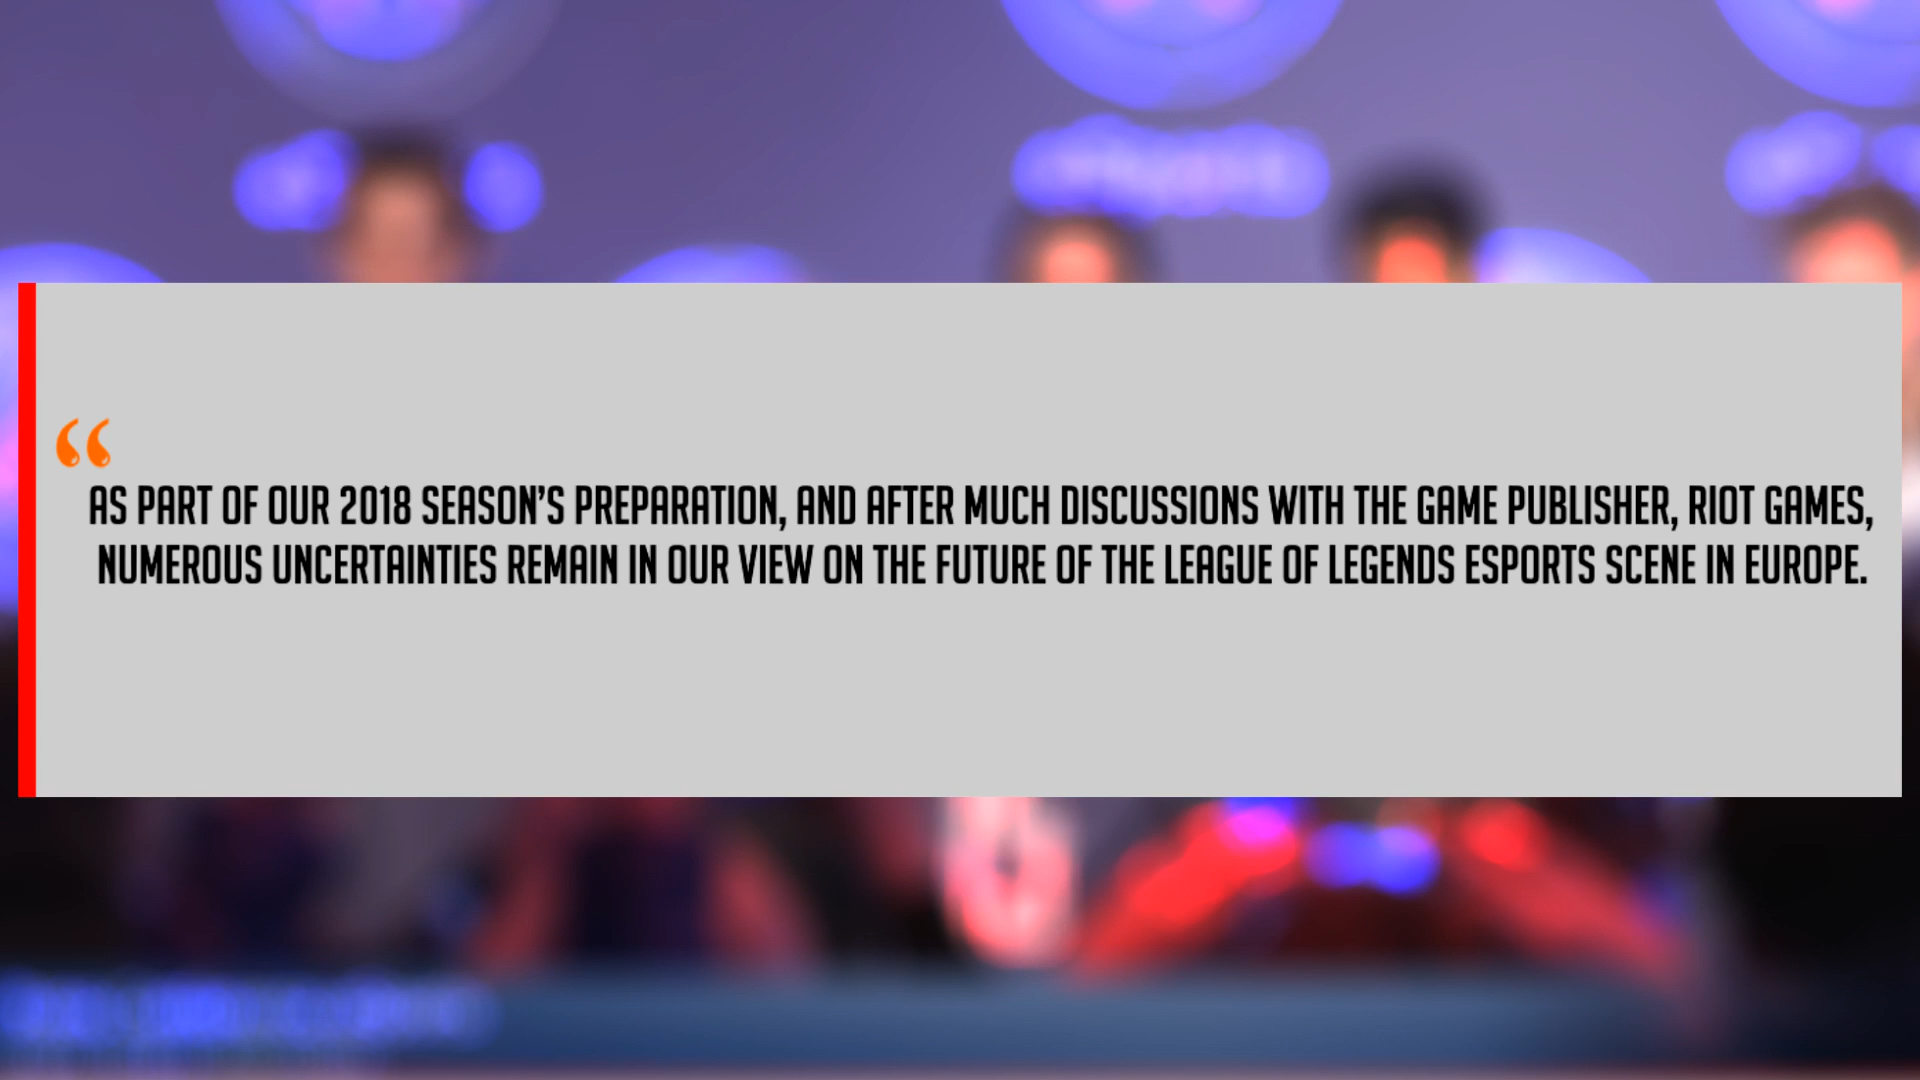 “
AS PART OF OUR 2018 SEASON’S PREPARATION, AND AFTER MUCH DISCUSSIONS WITH THE GAME PUBLISHER, RIOT GAMES,
NUMEROUS UNCERTAINTIES REMAIN IN OUR VIEW ON THE FUTURE OF THE LEAGUE OF LEGENDS ESPORTS SCENE IN EUROPE.